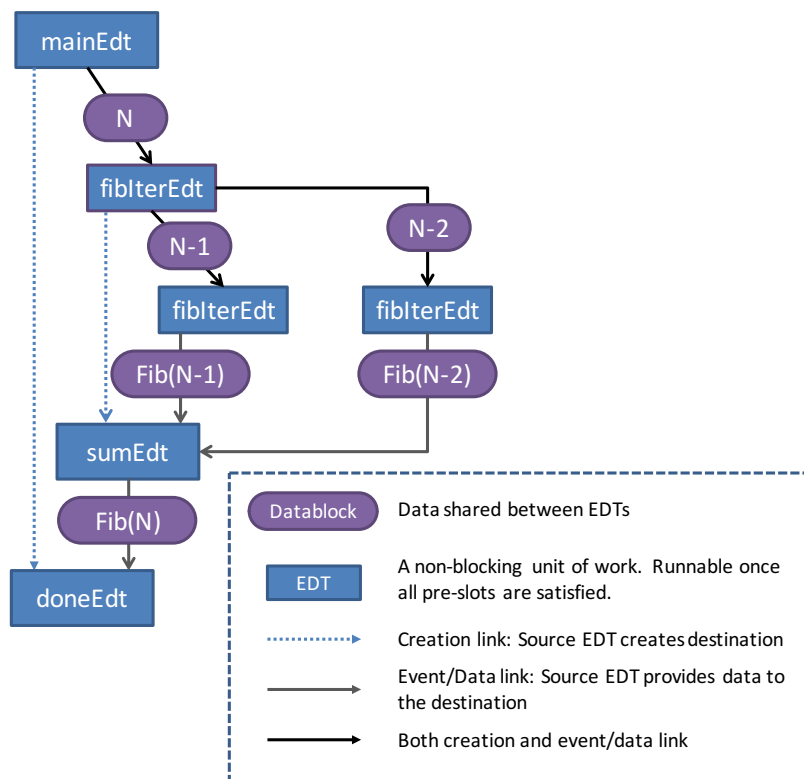 mainEdt
N
fibIterEdt
N-1
N-2
fibIterEdt
fibIterEdt
Fib(N-1)
Fib(N-2)
sumEdt
Fib(N)
doneEdt
Datablock
Data shared between EDTs
EDT
A non-blocking unit of work. Runnable once
all pre-slots are satisfied.
Creation link: Source EDT creates destination
Event/Data link: Source EDT provides data to
the destination
Both creation and event/data link